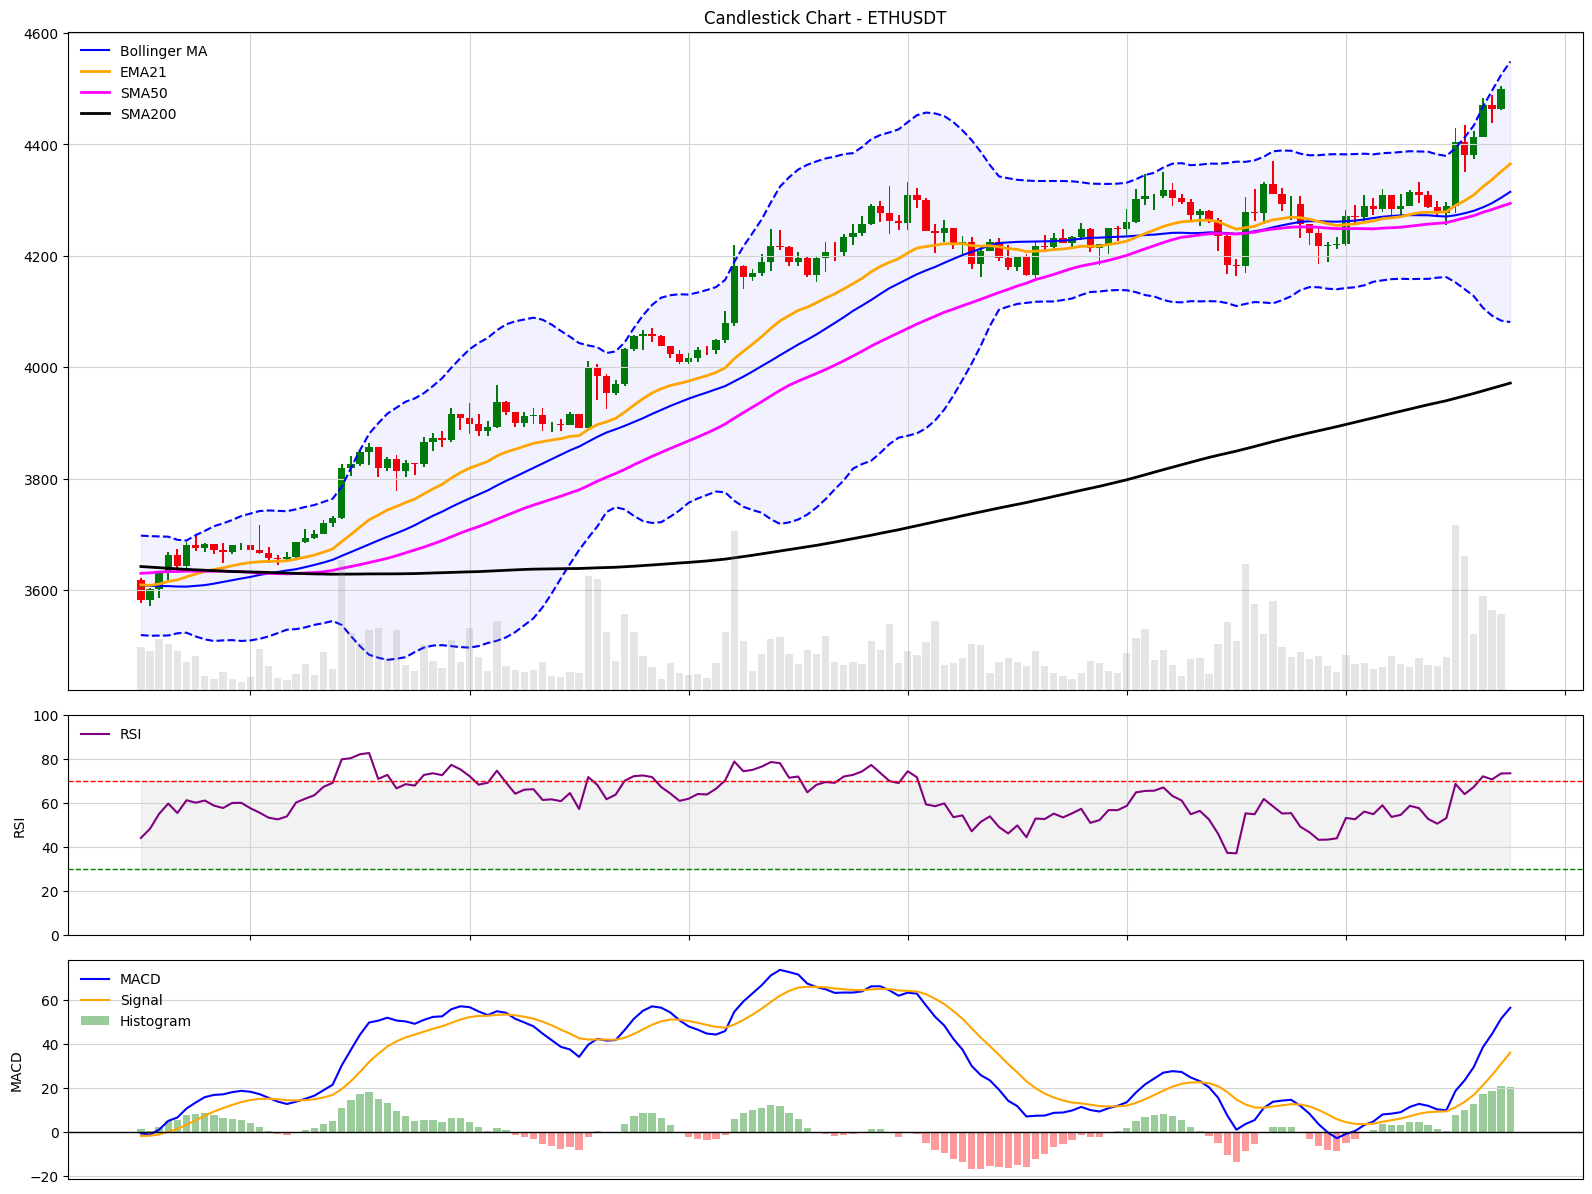 Candlestick Chart - ETHUSDT
4600
4400
4200
4000
3800
3600
Bollinger MA
EMA21
SMA50
SMA200
RSI
100
80
60
40
20
0
RSI
MACD
60
40
20
0
−20
MACD
Signal
Histogram